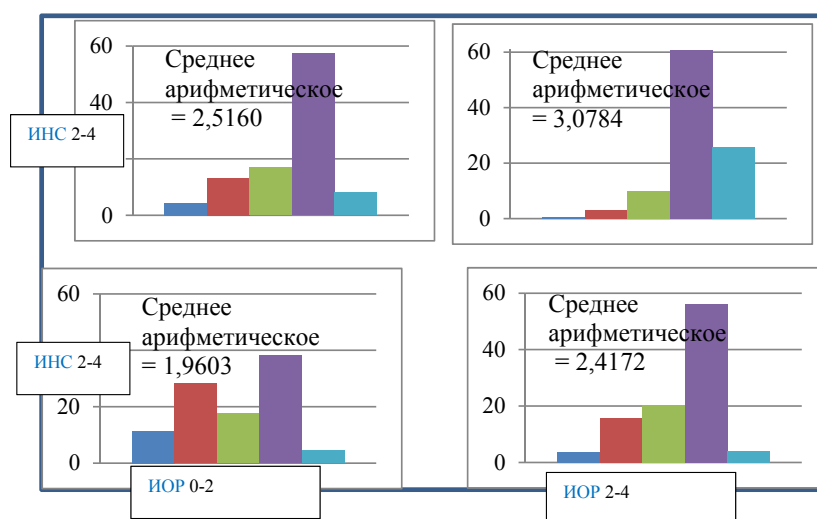 60
Среднее
арифметическое
= 2,5160
40
ИНС 2-4
0
60
Среднее
арифметическое
= 3,0784
40
20
0
60
Среднее
арифметическое
= 1,9603
ИНС 2-4
20
0
ИОР 0-2
60
Среднее
арифметическое
= 2,4172
40
20
0
ИОР 2-4